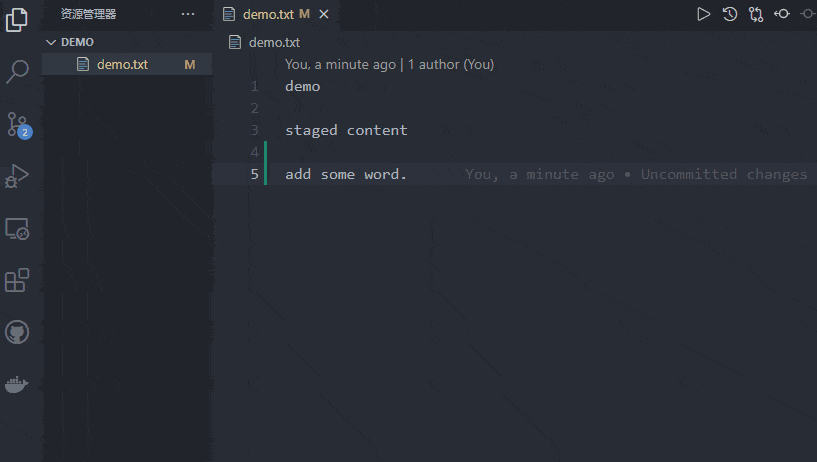 资源管理器 ···
demo.txt M
DEMO
demo.txt M
demo.txt
You, a minute ago | 1 author (You)
1 demo
2
3 staged content
4
5 add some word. You, a minute ago • Uncommitted changes
2